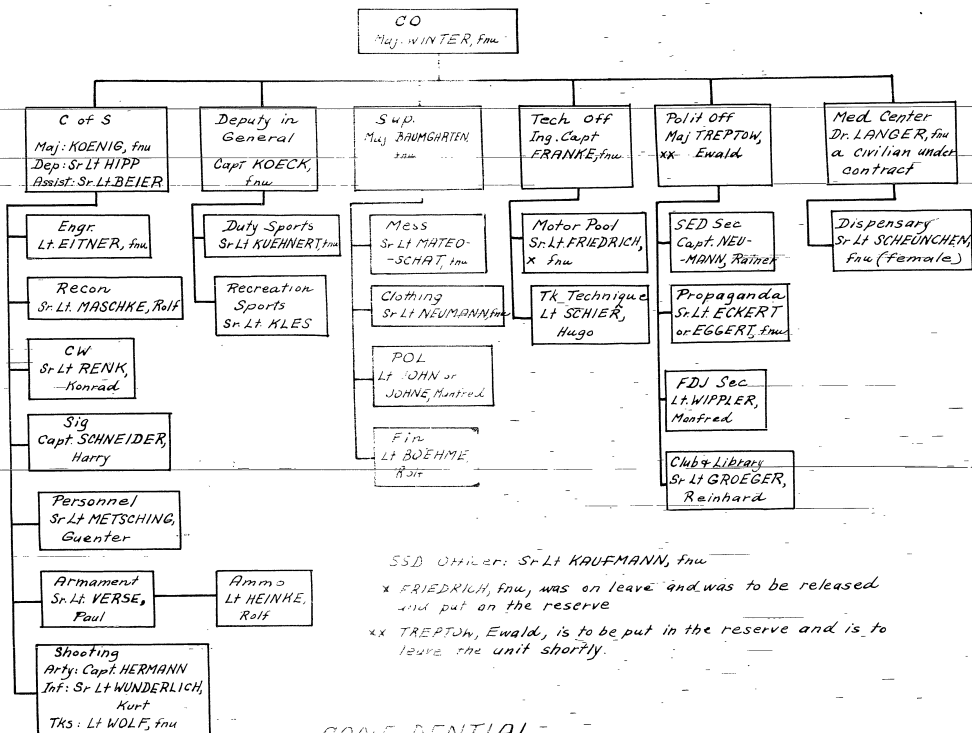 CO
Maj. WINTER, fnu
C of S
Maj: KOENIG, fnu
Dep: Sr Lt HIPP
Assist: Sr Lt BEIER
Deputy in
General
Capt KOECK,
fnu
Sup.
Maj BAUMGARTEN,
fnu
Tech Off
Ing. Capt
FRANKE, fnu
Polit Off
Maj TREPTOW,
xx Ewald
Med Center
Dr. LANGER, fnu
a civilian under
contract
Engr.
Lt. EITNER, fnu
Recon
Sr. Lt. MASCHKE, Rolf
CW
Sr Lt RENK,
Konrad
Sig
Capt. SCHNEIDER,
Harry
Personnel
Sr Lt METSCHING,
Guenter
Armament
Sr. Lt. VERSE,
Paul
Ammo
Lt HEINKE,
Rolf
Shooting
Arty: Capt. HERMANN
Inf: Sr Lt WUNDERLICH,
Kurt
Tks: Lt WOLF, fnu
Duty Sports
Sr Lt KUEHNERT, fnu
Recreation
Sports
Sr. Lt. KLES
Mess
Sr Lt MATEO-
-SCHAT, fnu
Clothing
Sr Lt NEUMANN, fnu
POL
Lt JOHN or
JOHNE, Manfred
Fin
Lt BOEHME,
Rolf
Motor Pool
Sr. Lt. FRIEDRICH,
x fnu
Tk Technique
Lt SCHIER,
Hugo
SED Sec
Capt. NEU-
-MANN, Rainer
Propaganda
Sr. Lt. ECKERT
or EGGERT, fnu
FDJ Sec
Lt. WIPPLER,
Manfred
Club & Library
Sr Lt GROEGER,
Reinhard
Dispensary
Sr Lt SCHEUNCHEN,
fnu (female)
SSD Officer: Sr Lt KAUFMANN, fnu
x FRIEDRICH, fnu, was on leave and was to be released
and put on the reserve
xx TREPTOW, Ewald, is to be put in the reserve and is to
leave the unit shortly.
CONFIDENTIAL